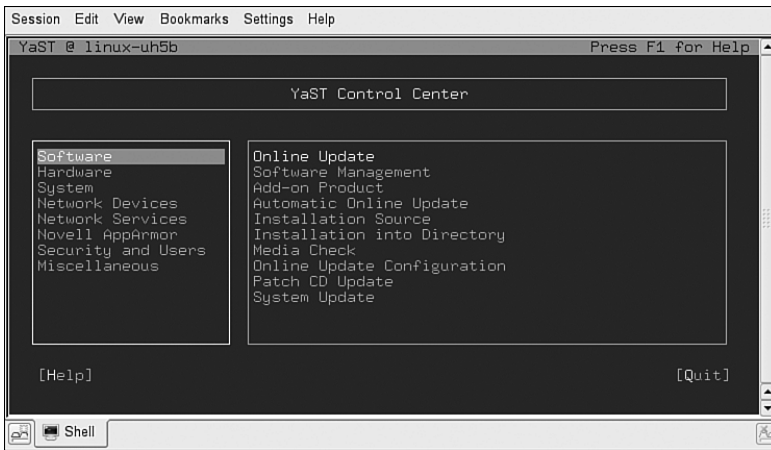 Session Edit View Bookmarks Settings Help
YaST @ linux-uh5b Press F1 for Help
YaST Control Center
Software
Hardware
System
Network Devices
Network Services
Novell AppArmor
Security and Users
Miscellaneous
Online Update
Software Management
Add-on Product
Automatic Online Update
Installation Source
Installation into Directory
Media Check
Online Update Configuration
Patch CD Update
System Update
[Help] [Quit]
Shell